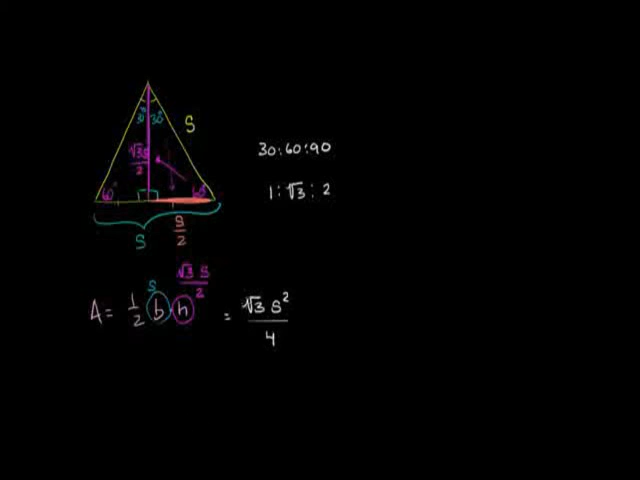 30° 30°
S
30:60:90
√3 S
2
60° 60°
1:√3:2
S
2
S
√3 S
2
S
A = 1/2 b · h = √3 S² / 4